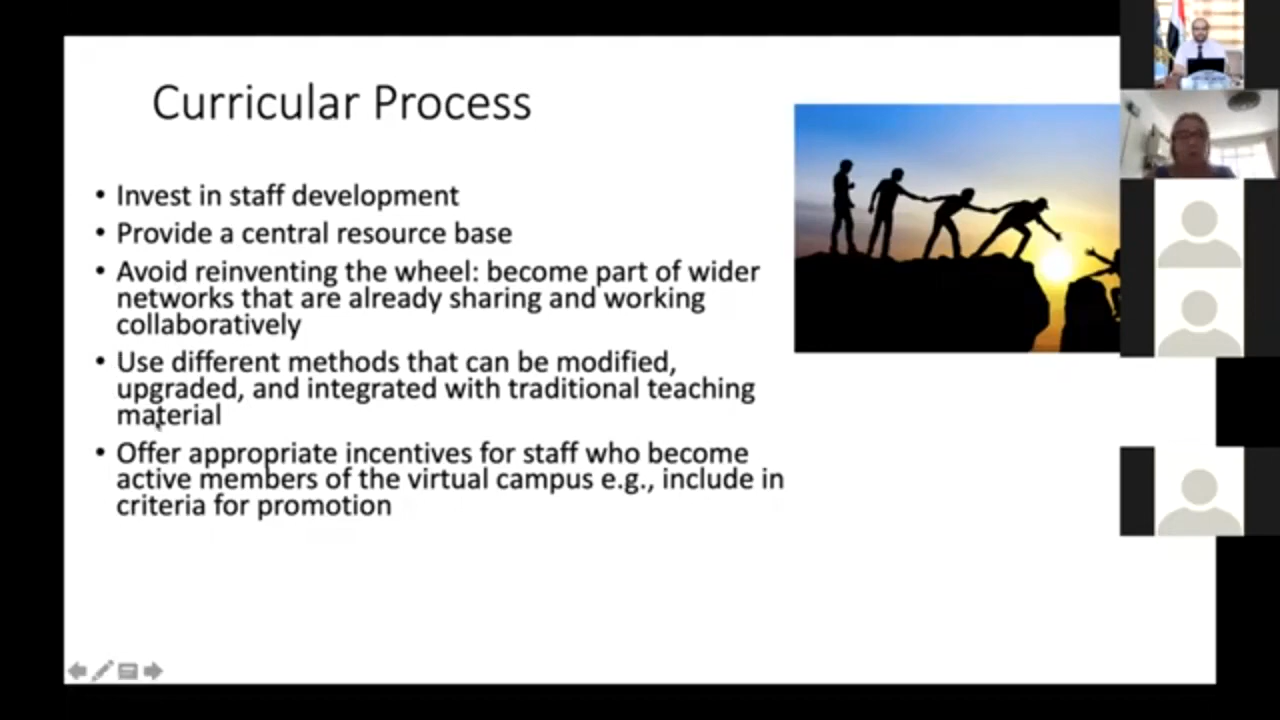 Curricular Process
• Invest in staff development
• Provide a central resource base
• Avoid reinventing the wheel: become part of wider
networks that are already sharing and working
collaboratively
• Use different methods that can be modified,
upgraded, and integrated with traditional teaching
material
• Offer appropriate incentives for staff who become
active members of the virtual campus e.g., include in
criteria for promotion